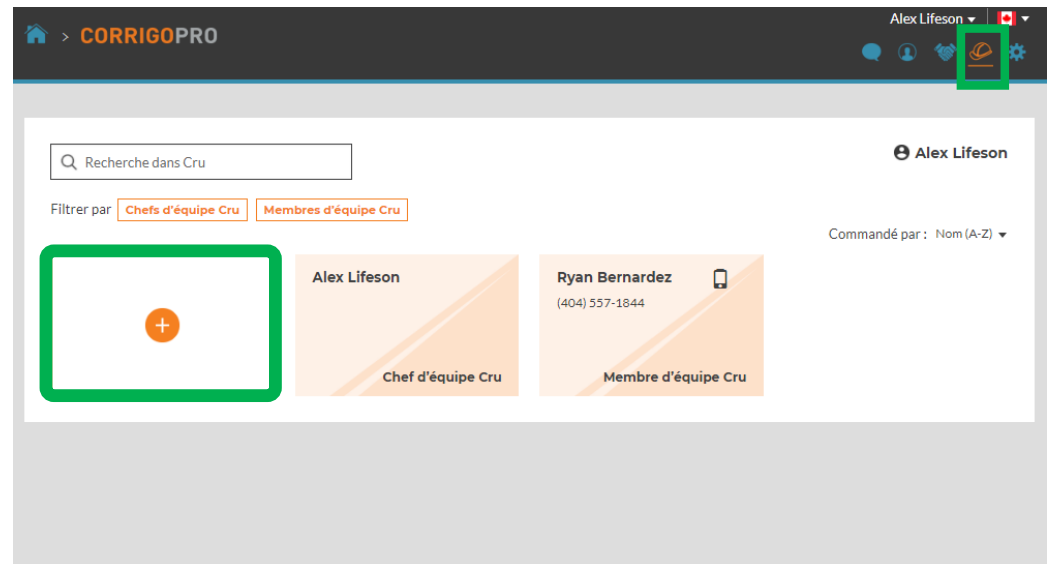 Alex Lifeson
> CORRIGOPRO
Recherche dans Cru
Alex Lifeson
Filtrer par Chefs d'équipe Cru Membres d'équipe Cru
Commandé par : Nom (A-Z)
+
Alex Lifeson
Chef d'équipe Cru
Ryan Bernardez
(404) 557-1844
Membre d'équipe Cru